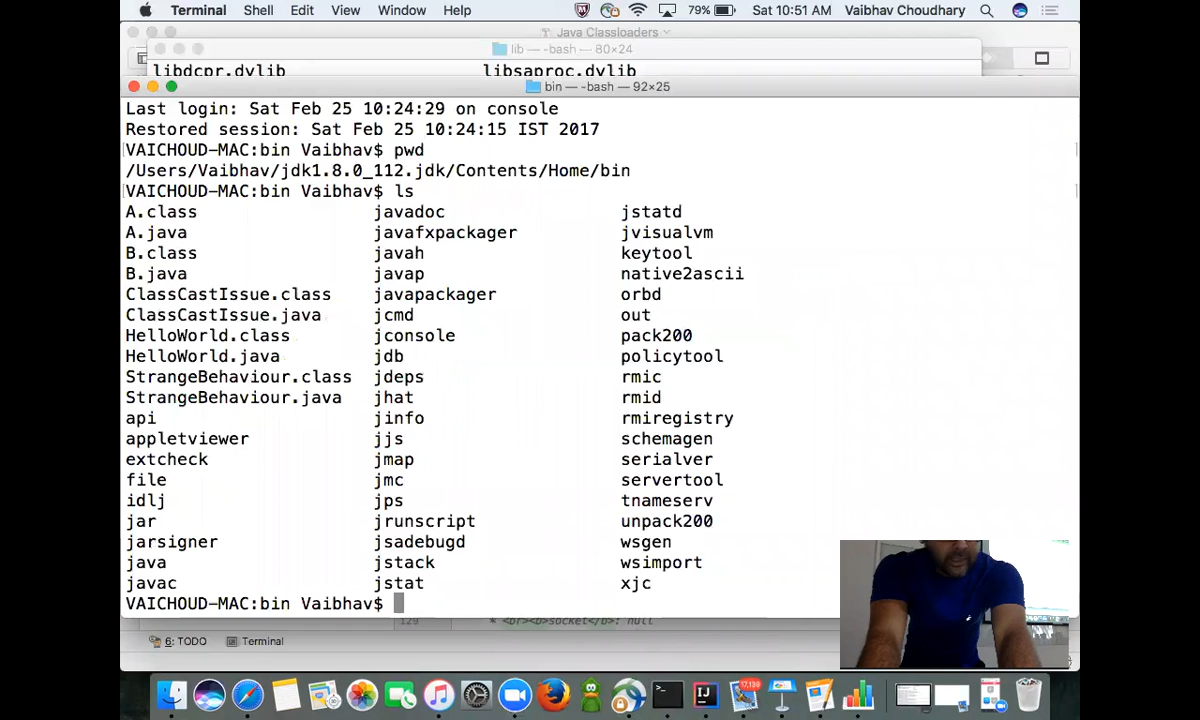 Terminal Shell Edit View Window Help 79% Sat 10:51 AM Vaibhav Choudhary
Java Classloaders
lib — -bash — 80×24
libdcpr.dylib libsaproc.dylib
bin — -bash — 92×25
Last login: Sat Feb 25 10:24:29 on console
Restored session: Sat Feb 25 10:24:15 IST 2017
VAICHOUD-MAC:bin Vaibhav$ pwd
/Users/Vaibhav/jdk1.8.0_112.jdk/Contents/Home/bin
VAICHOUD-MAC:bin Vaibhav$ ls
A.class javadoc jstatd
A.java javafxpackager jvisualvm
B.class javah keytool
B.java javap native2ascii
ClassCastIssue.class javapackager orbd
ClassCastIssue.java jcmd out
HelloWorld.class jconsole pack200
HelloWorld.java jdb policytool
StrangeBehaviour.class jdeps rmic
StrangeBehaviour.java jhat rmid
api jinfo rmiregistry
appletviewer jjs schemagen
extcheck jmap serialver
file jmc servertool
idlj jps tnameserv
jar jrunscript unpack200
jarsigner jsadebugd wsgen
java jstack wsimport
javac jstat xjc
VAICHOUD-MAC:bin Vaibhav$
129 * <br><b>socket</b>: null
6: TODO Terminal
17,139
IJ